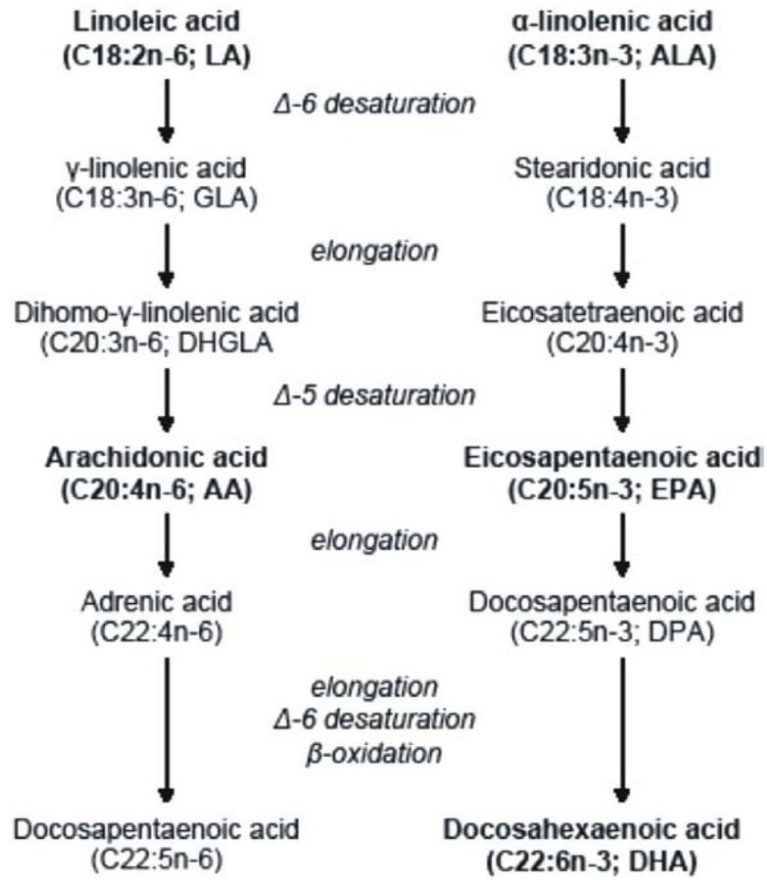 Linoleic acid
(C18:2n-6; LA)
α-linolenic acid
(C18:3n-3; ALA)
Δ-6 desaturation
γ-linolenic acid
(C18:3n-6; GLA)
Stearidonic acid
(C18:4n-3)
elongation
Dihomo-γ-linolenic acid
(C20:3n-6; DHGLA
Eicosatetraenoic acid
(C20:4n-3)
Δ-5 desaturation
Arachidonic acid
(C20:4n-6; AA)
Eicosapentaenoic acid
(C20:5n-3; EPA)
elongation
Adrenic acid
(C22:4n-6)
Docosapentaenoic acid
(C22:5n-3; DPA)
elongation
Δ-6 desaturation
β-oxidation
Docosapentaenoic acid
(C22:5n-6)
Docosahexaenoic acid
(C22:6n-3; DHA)